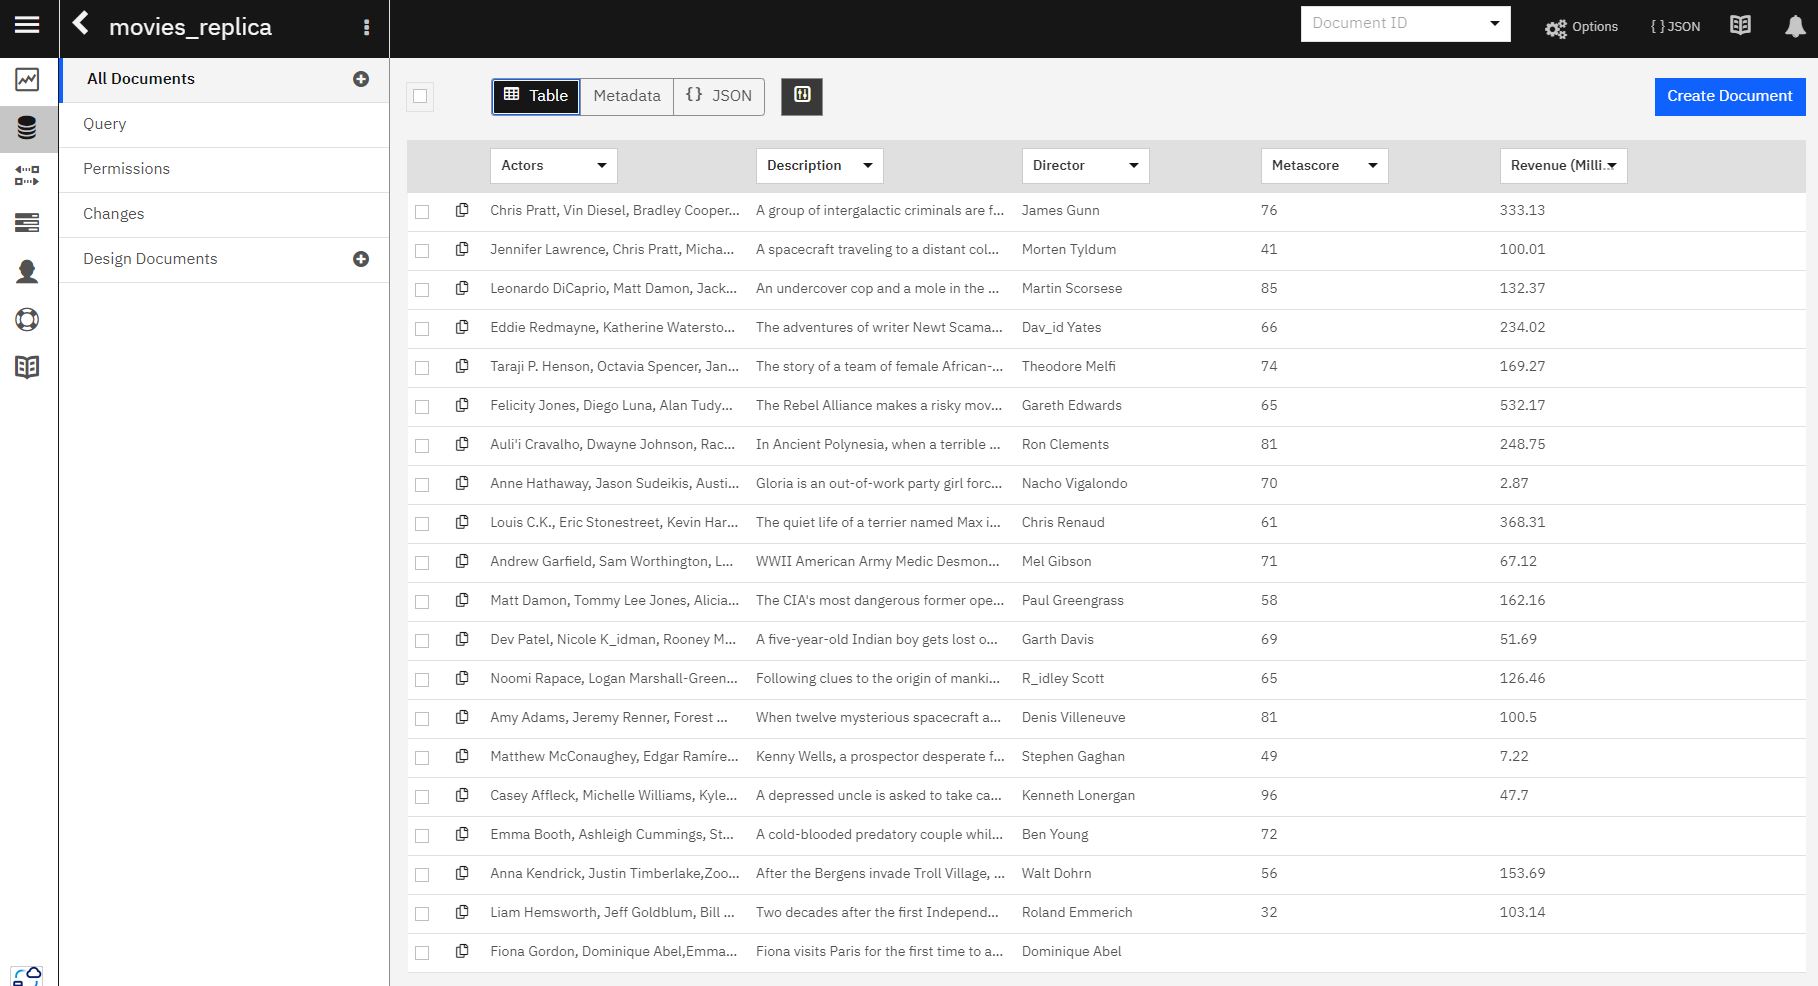 movies_replica
Document ID
Options
{ } JSON
All Documents
Query
Permissions
Changes
Design Documents
Table
Metadata
{} JSON
Create Document
Actors Description Director Metascore Revenue (Milli...
Chris Pratt, Vin Diesel, Bradley Cooper... A group of intergalactic criminals are f... James Gunn 76 333.13
Jennifer Lawrence, Chris Pratt, Micha... A spacecraft traveling to a distant col... Morten Tyldum 41 100.01
Leonardo DiCaprio, Matt Damon, Jack... An undercover cop and a mole in the ... Martin Scorsese 85 132.37
Eddie Redmayne, Katherine Watersto... The adventures of writer Newt Scama... Dav_id Yates 66 234.02
Taraji P. Henson, Octavia Spencer, Jan... The story of a team of female African-... Theodore Melfi 74 169.27
Felicity Jones, Diego Luna, Alan Tudy... The Rebel Alliance makes a risky mov... Gareth Edwards 65 532.17
Auli'i Cravalho, Dwayne Johnson, Rac... In Ancient Polynesia, when a terrible ... Ron Clements 81 248.75
Anne Hathaway, Jason Sudeikis, Austi... Gloria is an out-of-work party girl forc... Nacho Vigalondo 70 2.87
Louis C.K., Eric Stonestreet, Kevin Har... The quiet life of a terrier named Max i... Chris Renaud 61 368.31
Andrew Garfield, Sam Worthington, L... WWII American Army Medic Desmon... Mel Gibson 71 67.12
Matt Damon, Tommy Lee Jones, Alicia... The CIA's most dangerous former ope... Paul Greengrass 58 162.16
Dev Patel, Nicole K_idman, Rooney M... A five-year-old Indian boy gets lost o... Garth Davis 69 51.69
Noomi Rapace, Logan Marshall-Green... Following clues to the origin of manki... R_idley Scott 65 126.46
Amy Adams, Jeremy Renner, Forest ... When twelve mysterious spacecraft a... Denis Villeneuve 81 100.5
Matthew McConaughey, Edgar Ramíre... Kenny Wells, a prospector desperate f... Stephen Gaghan 49 7.22
Casey Affleck, Michelle Williams, Kyle... A depressed uncle is asked to take ca... Kenneth Lonergan 96 47.7
Emma Booth, Ashleigh Cummings, St... A cold-blooded predatory couple whil... Ben Young 72
Anna Kendrick, Justin Timberlake,Zoo... After the Bergens invade Troll Village, ... Walt Dohrn 56 153.69
Liam Hemsworth, Jeff Goldblum, Bill ... Two decades after the first Independ... Roland Emmerich 32 103.14
Fiona Gordon, Dominique Abel,Emma... Fiona visits Paris for the first time to a... Dominique Abel